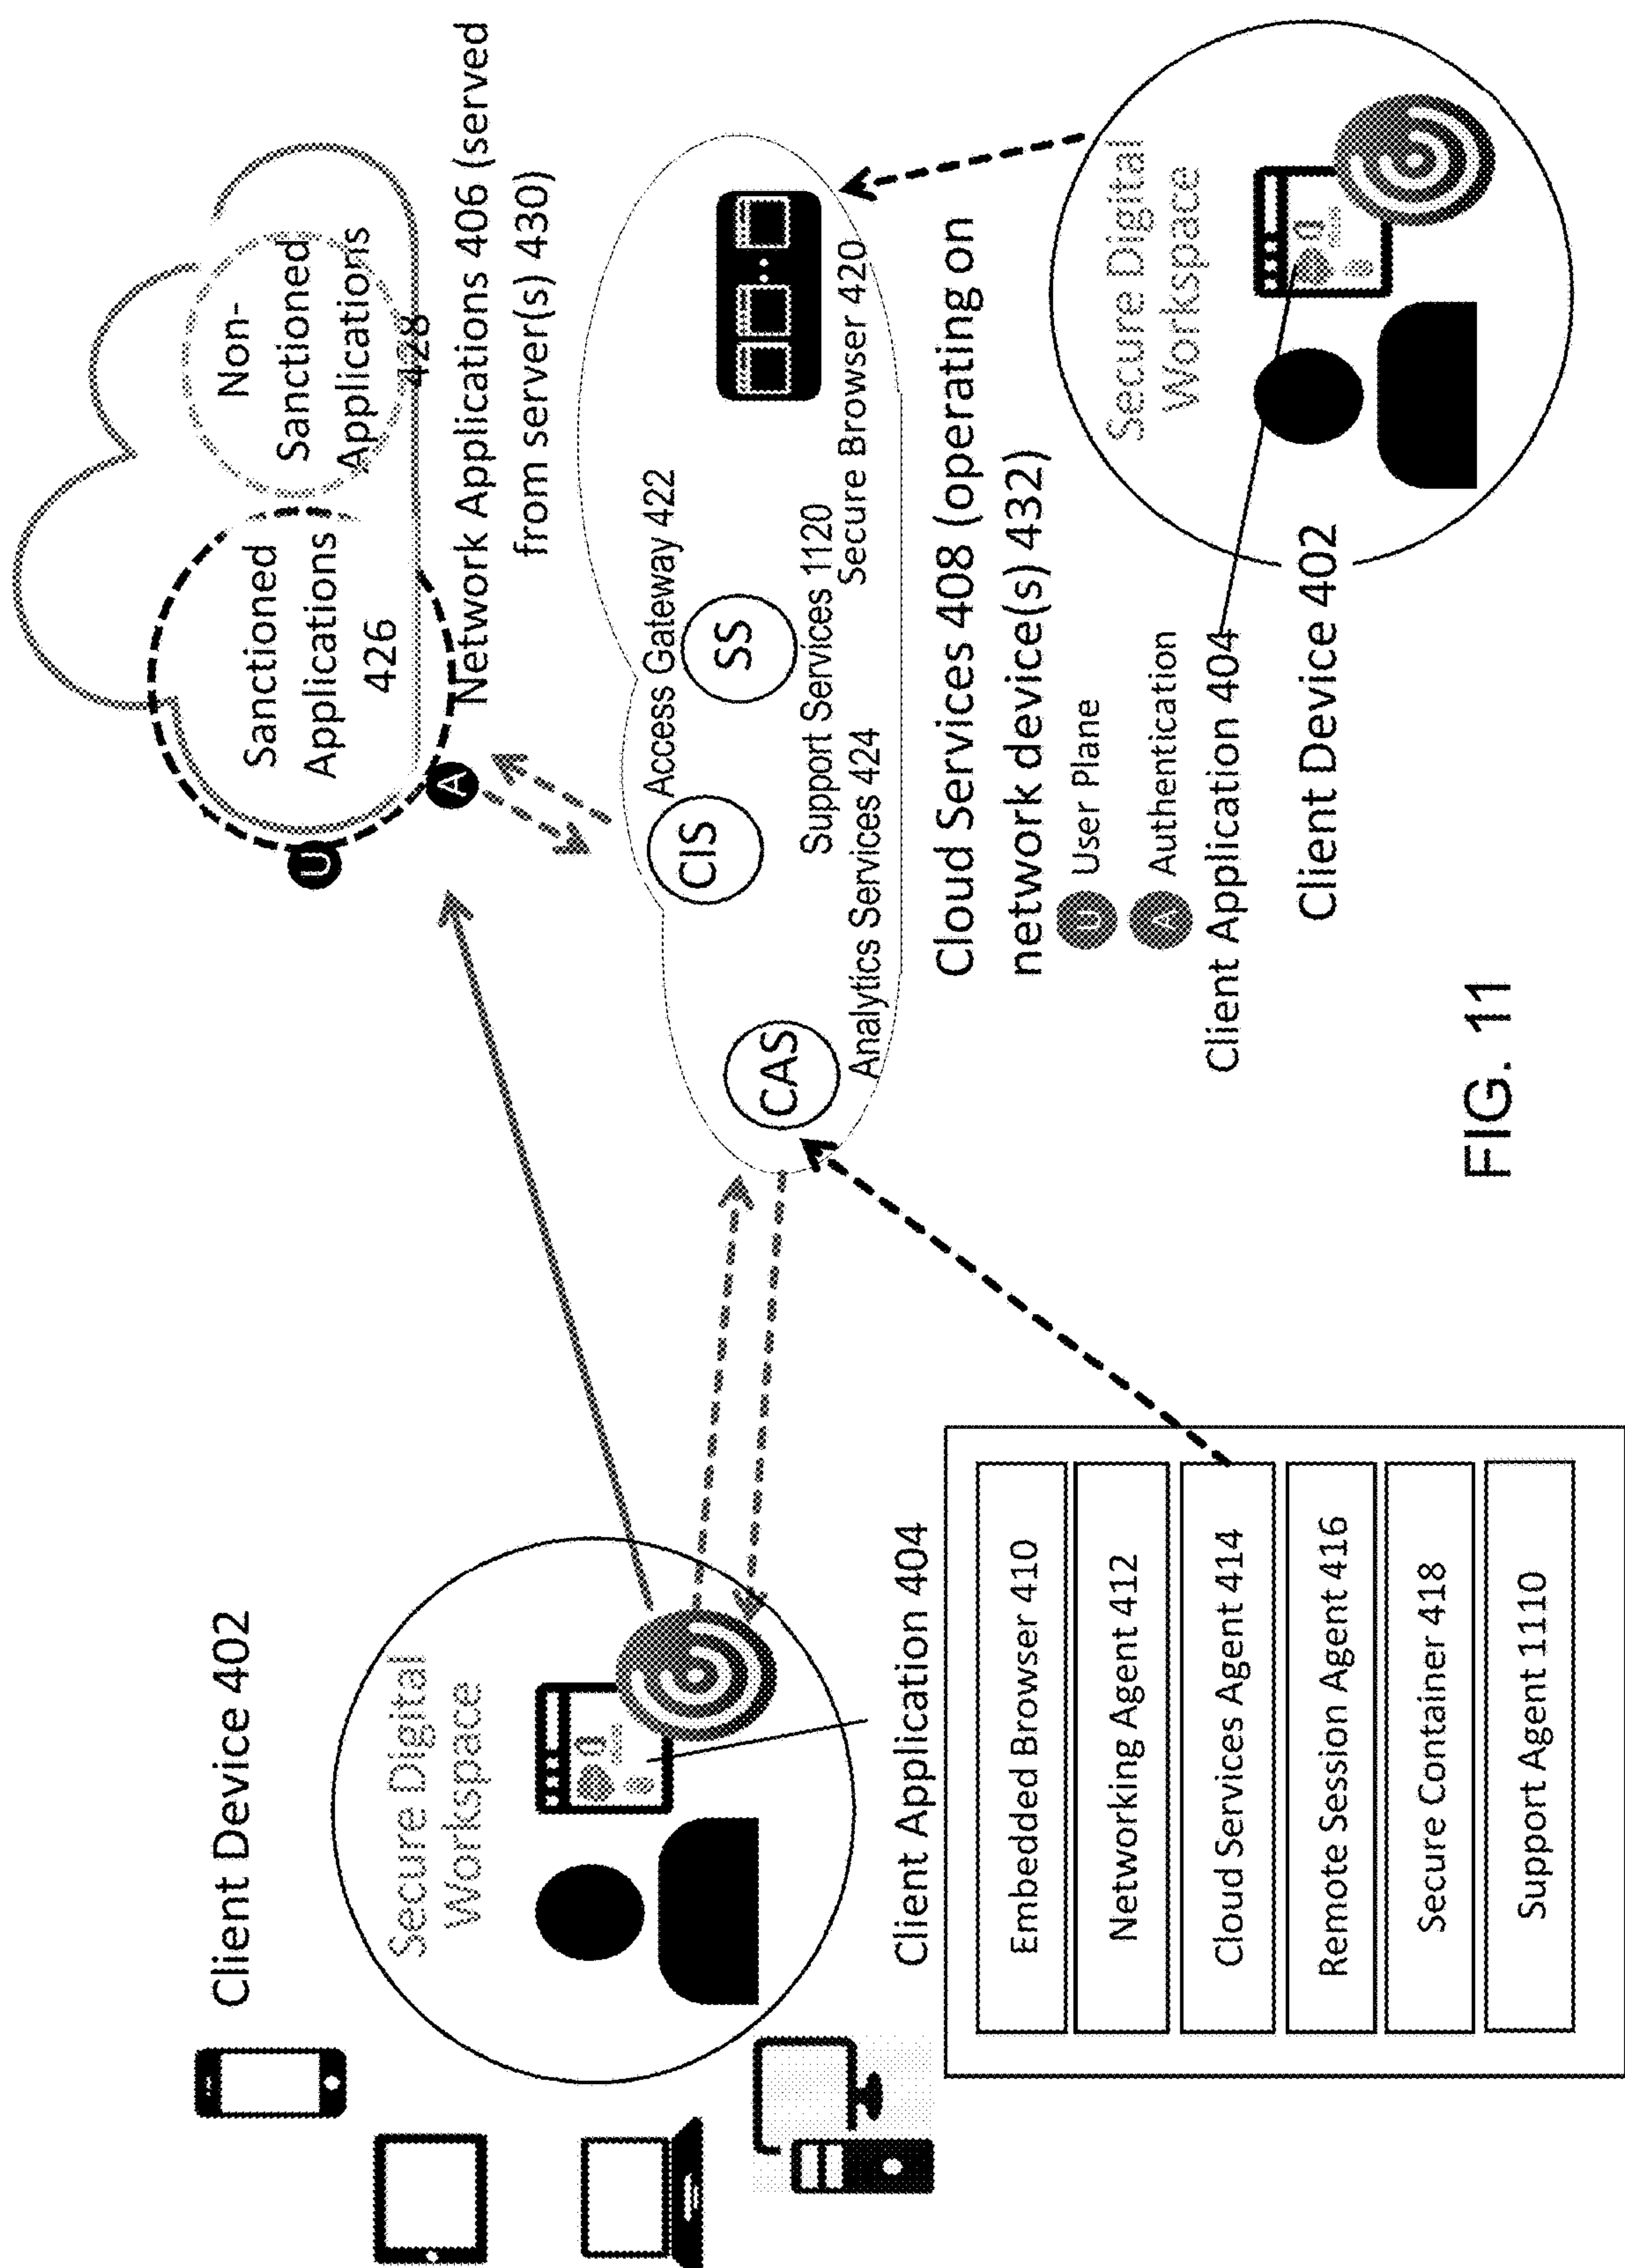 Client Device 402
Secure Digital
Workspace
Client Application 404
Embedded Browser 410
Networking Agent 412
Cloud Services Agent 414
Remote Session Agent 416
Secure Container 418
Support Agent 1110
U
A
Sanctioned
Applications
426
Non-
Sanctioned
Applications
428
Network Applications 406 (served
from server(s) 430)
Access Gateway 422
CIS
SS
CAS
Support Services 1120
Analytics Services 424
Secure Browser 420
Cloud Services 408 (operating on
network device(s) 432)
U User Plane
A Authentication
Client Application 404
Client Device 402
Secure Digital
Workspace
FIG. 11